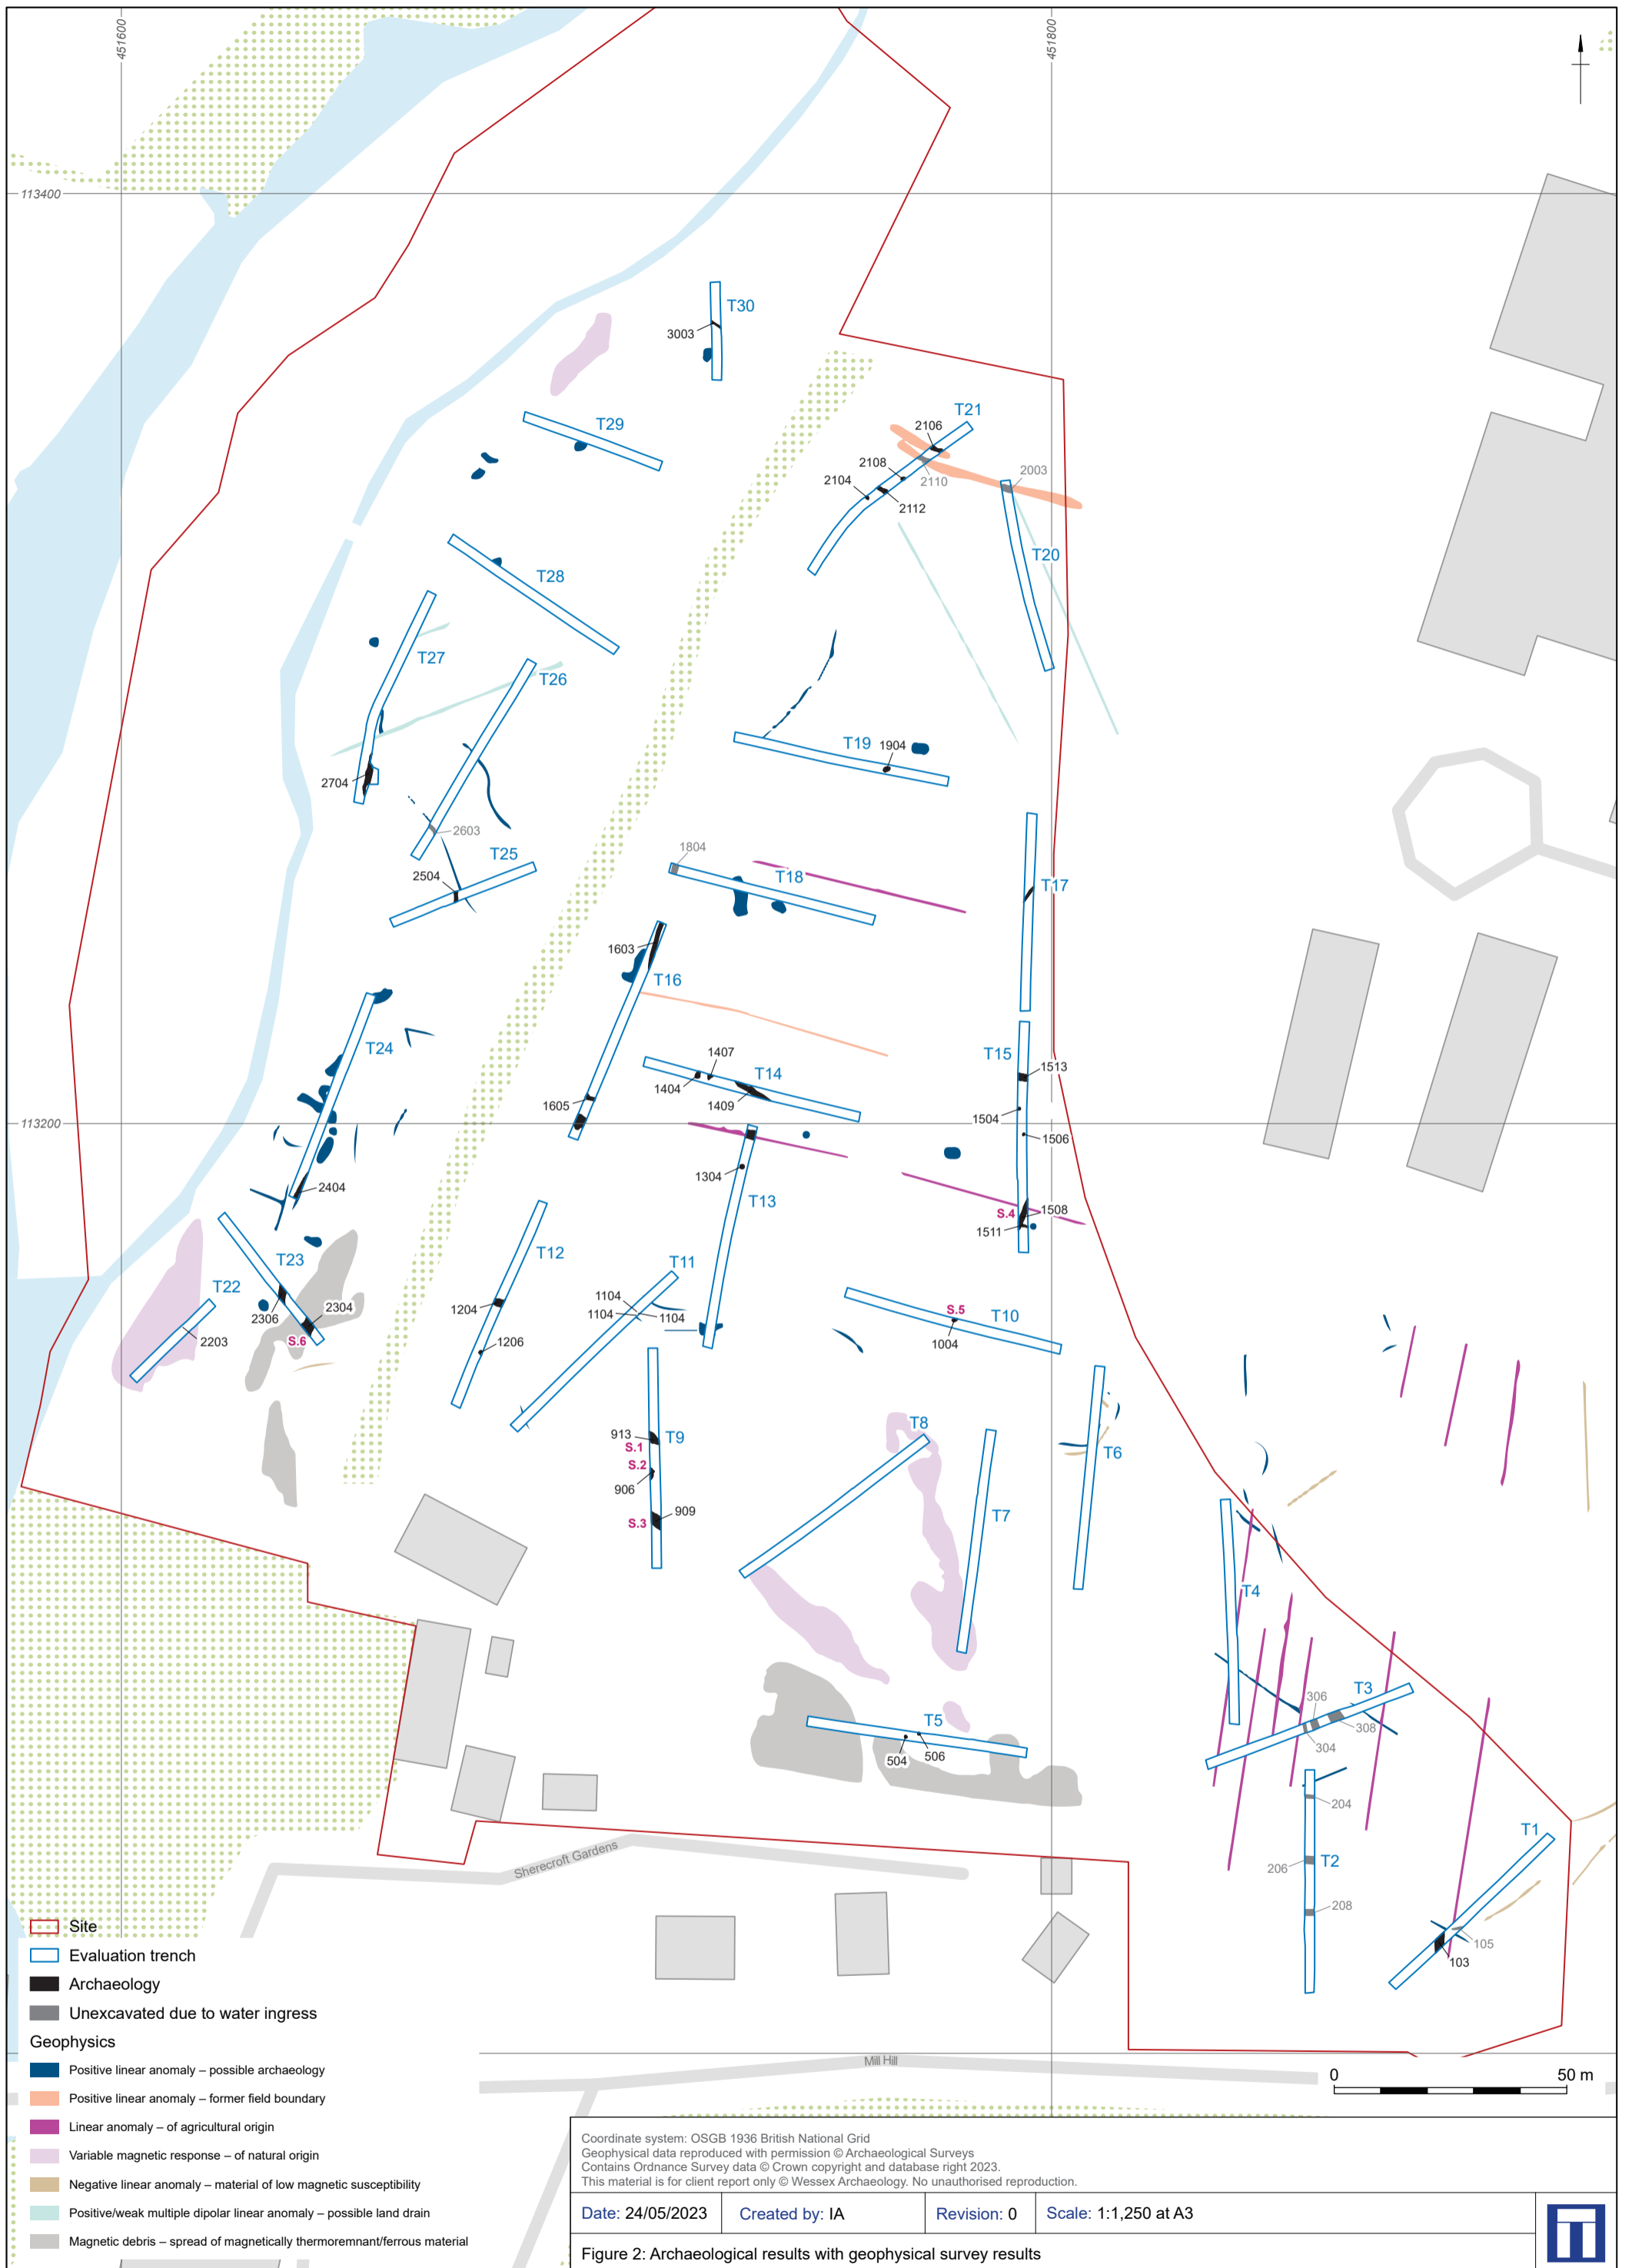 451600
451800
113400
T30
3003
T29
T21
2106
2108
2110
2104
2112
2003
T20
T28
T27
T26
2704
2603
T25
2504
T19
1904
1804
T18
T17
1603
T16
T24
T15
1513
1407
T14
1404
1409
1605
1504
113200
1506
1304
T13
2404
1508
S.4
1511
T23
T12
T11
T22
2304
2306
S.6
2203
1204
1206
1104
1104
1104
S.5
T10
1004
913
T9
S.1
S.2
906
909
S.3
T8
T6
T7
T4
T3
306
308
304
T5
504
506
204
T1
206
T2
208
105
103
Sherecroft Gardens
Mill Hill
Site
Evaluation trench
Archaeology
Unexcavated due to water ingress
Geophysics
Positive linear anomaly – possible archaeology
Positive linear anomaly – former field boundary
Linear anomaly – of agricultural origin
Variable magnetic response – of natural origin
Negative linear anomaly – material of low magnetic susceptibility
Positive/weak multiple dipolar linear anomaly – possible land drain
Magnetic debris – spread of magnetically thermoremnant/ferrous material
0 50 m
Coordinate system: OSGB 1936 British National Grid
Geophysical data reproduced with permission © Archaeological Surveys
Contains Ordnance Survey data © Crown copyright and database right 2023.
This material is for client report only © Wessex Archaeology. No unauthorised reproduction.
Date: 24/05/2023 Created by: IA Revision: 0 Scale: 1:1,250 at A3
Figure 2: Archaeological results with geophysical survey results